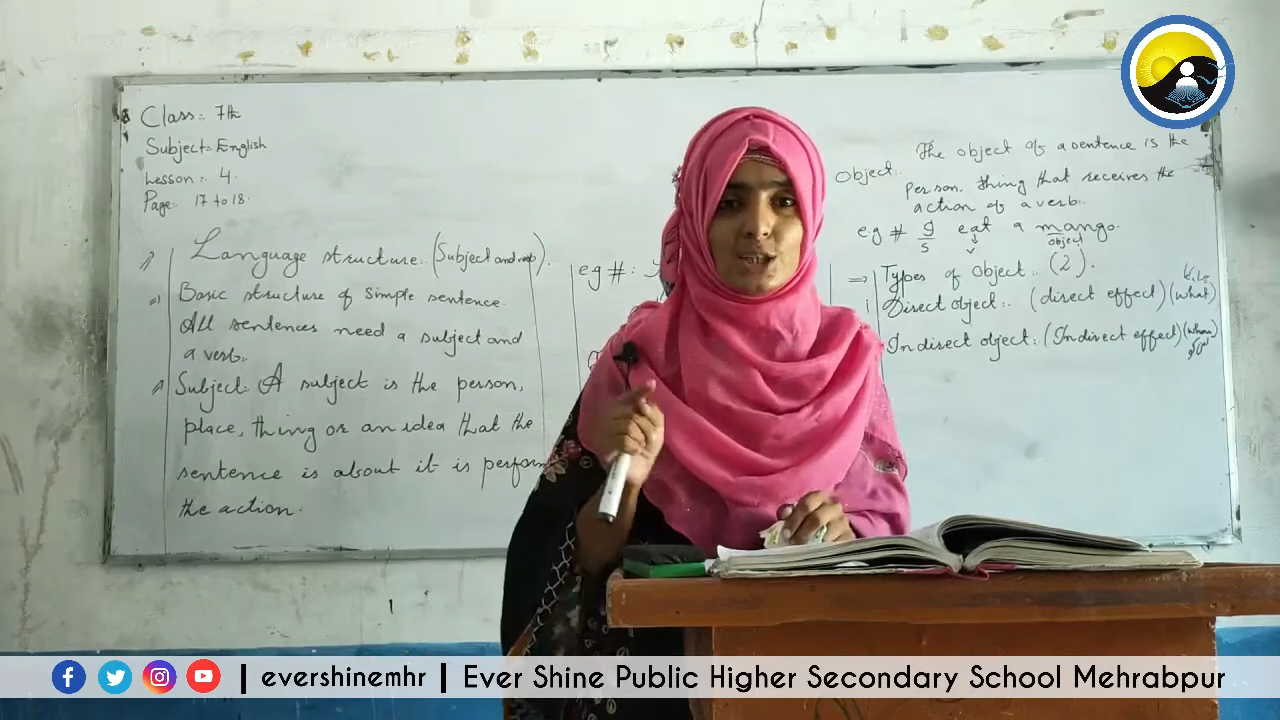 Class:- 7th
Subject:- English
Lesson:- 4.
Page:- 17 to 18.
Language structure:. (Subject and verb).
Basic structure of Simple sentence.
All sentences need a subject and
a verb:.
Subject:. A subject is the person,
place, thing or an idea that the
sentence is about it is perform
the action.
e.g #:
Object:. The object of a sentence is the
person, thing that receives the
action of a verb:.
e.g # I eat a mango.
S V object
⇒ Types of Object:. (2).
i Direct object:. (direct effect) (what)
Indirect object:. (Indirect effect) (whom)
| evershinemhr | Ever Shine Public Higher Secondary School Mehrabpur